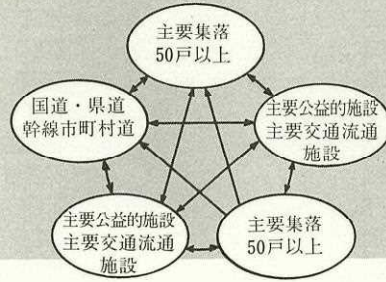 主要集落
50戸以上
国道・県道
幹線市町村道
主要公益的施設
主要交通流通
施設
主要公益的施設
主要交通流通
施設
主要集落
50戸以上